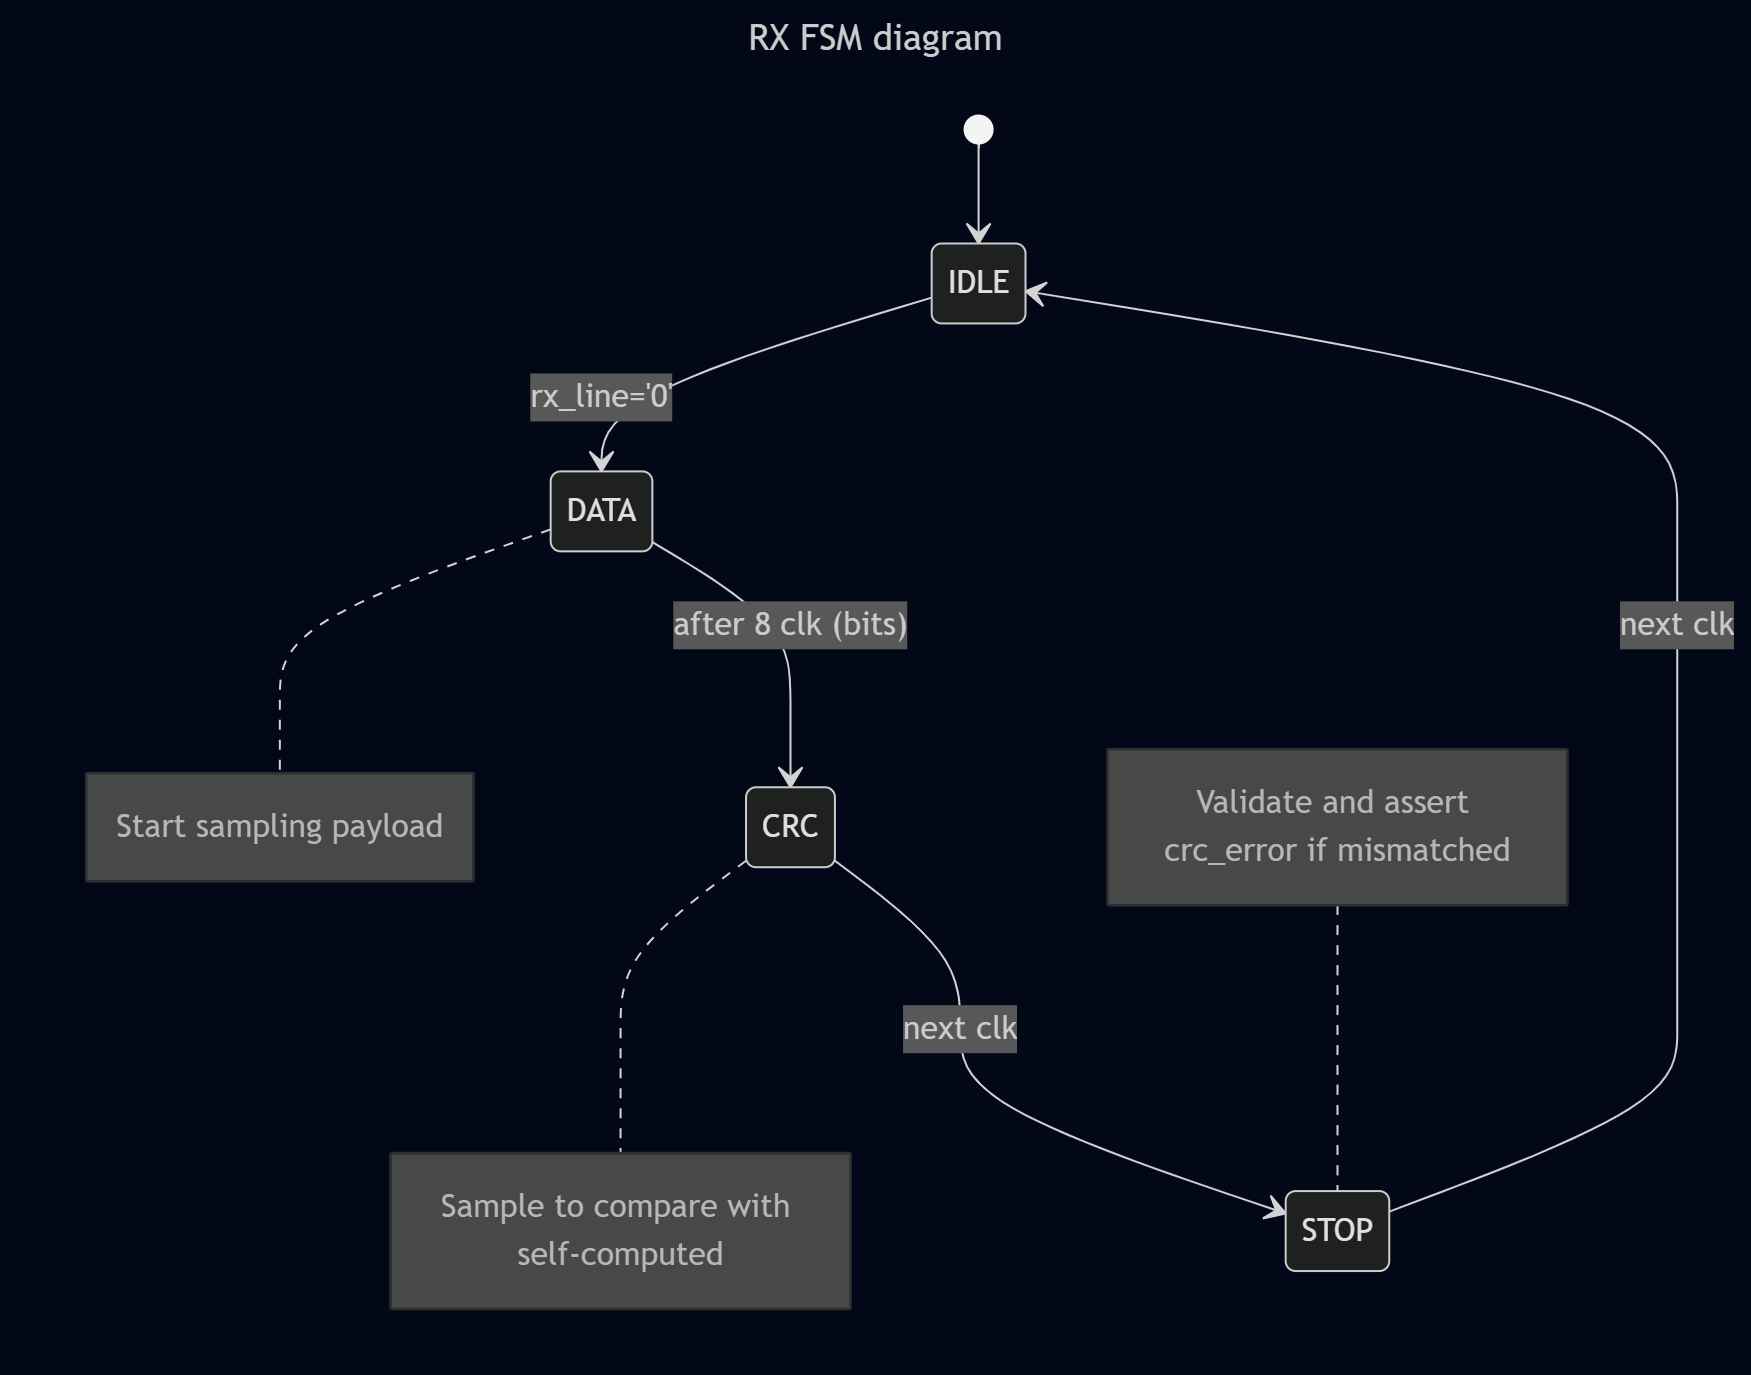 RX FSM diagram
IDLE
rx_line='0'
DATA
after 8 clk (bits)
next clk
Start sampling payload
CRC
Validate and assert
crc_error if mismatched
next clk
Sample to compare with
self-computed
STOP